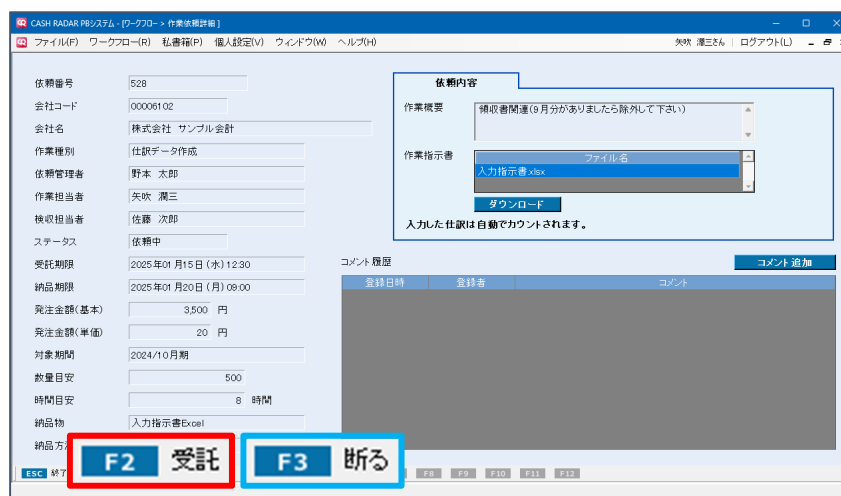 CASH RADAR PBシステム - [ワークフロー > 作業依頼詳細 ]
ファイル(F) ワークフロー(R) 私書箱(P) 個人設定(V) ウィンドウ(W) ヘルプ(H) 矢吹 潤三さん ログアウト(L)
依頼番号 528
会社コード 00006102
会社名 株式会社 サンプル会計
作業種別 仕訳データ作成
依頼管理者 野本 太郎
作業担当者 矢吹 潤三
検収担当者 佐藤 次郎
ステータス 依頼中
受託期限 2025年01月15日(水)12:30
納品期限 2025年01月20日(月)09:00
発注金額(基本) 3,500 円
発注金額(単価) 20 円
対象期間 2024/10月期
数量目安 500
時間目安 8 時間
納品物 入力指示書Excel
納品方
依頼内容
作業概要 領収書関連(9月分がありましたら除外して下さい)
作業指示書 ファイル名
入力指示書.xlsx
ダウンロード
入力した仕訳は自動でカウントされます。
コメント履歴 コメント追加
登録日時 登録者 コメント
ESC 終了 F2 受託 F3 断る F8 F9 F10 F11 F12